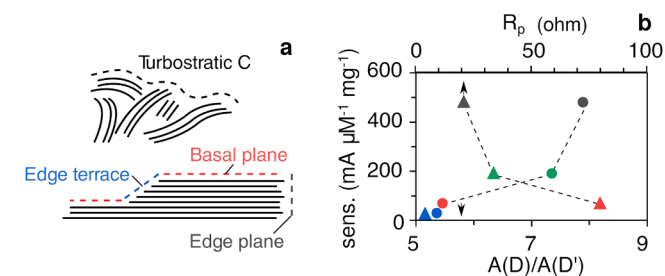 a
Turbostratic C
Basal plane
Edge terrace
Edge plane
b
Rₚ (ohm)
0 50 100
sens. (mA µM⁻¹ mg⁻¹)
600
400
200
0
5 7 9
A(D)/A(D')